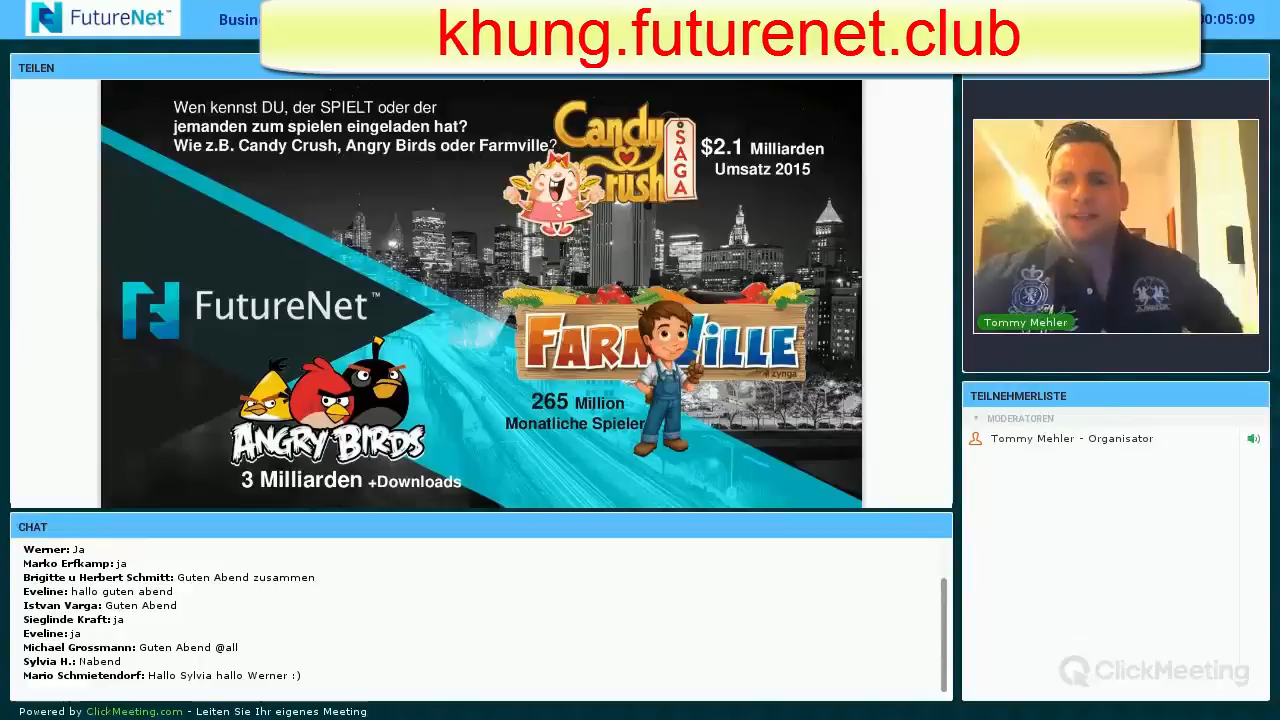 FutureNet™
Busin
khung.futurenet.club
00:05:09
TEILEN
Wen kennst DU, der SPIELT oder der
jemanden zum spielen eingeladen hat?
Wie z.B. Candy Crush, Angry Birds oder Farmville?
Candy
Crush
SAGA
$2.1 Milliarden
Umsatz 2015
FutureNet™
FARMVILLE
zynga
265 Million
Monatliche Spieler
ANGRY BIRDS
3 Milliarden +Downloads
Tommy Mehler
TEILNEHMERLISTE
MODERATOREN
Tommy Mehler - Organisator
CHAT
Werner: Ja
Marko Erfkamp: ja
Brigitte u Herbert Schmitt: Guten Abend zusammen
Eveline: hallo guten abend
Istvan Varga: Guten Abend
Sieglinde Kraft: ja
Eveline: ja
Michael Grossmann: Guten Abend @all
Sylvia H.: Nabend
Mario Schmietendorf: Hallo Sylvia hallo Werner :)
ClickMeeting
Powered by ClickMeeting.com - Leiten Sie Ihr eigenes Meeting